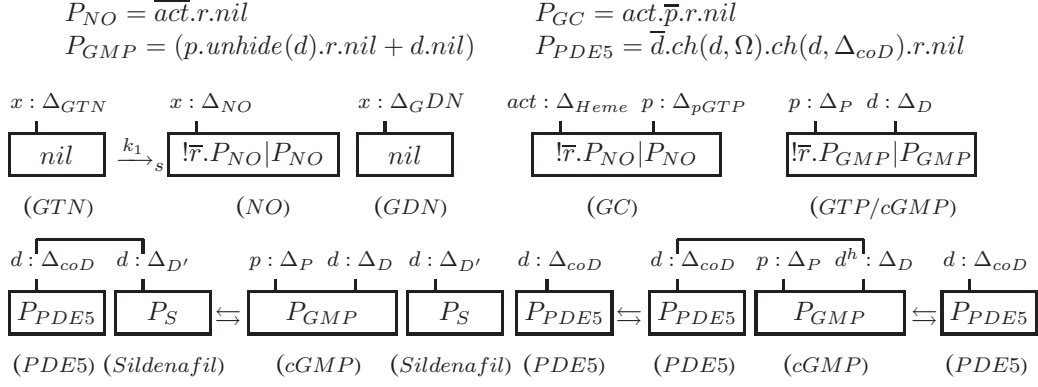 P_{NO} = \overline{act}.r.nil P_{GC} = act.\overline{p}.r.nil
P_{GMP} = (p.unhide(d).r.nil + d.nil) P_{PDE5} = \overline{d}.ch(d, Ω).ch(d, Δ_{coD}).r.nil
x : Δ_{GTN} x : Δ_{NO} x : Δ_GDN act : Δ_{Heme} p : Δ_{pGTP} p : Δ_P d : Δ_D
nil \xrightarrow{k_1}_s !\overline{r}.P_{NO}|P_{NO} nil !\overline{r}.P_{NO}|P_{NO} !\overline{r}.P_{GMP}|P_{GMP}
(GTN) (NO) (GDN) (GC) (GTP/cGMP)
d : Δ_{coD} d : Δ_{D'} p : Δ_P d : Δ_D d : Δ_{D'} d : Δ_{coD} d : Δ_{coD} p : Δ_P d^h : Δ_D d : Δ_{coD}
P_{PDE5} P_S ⇆ P_{GMP} P_S P_{PDE5} ⇆ P_{PDE5} P_{GMP} ⇆ P_{PDE5}
(PDE5) (Sildenafil) (cGMP) (Sildenafil) (PDE5) (PDE5) (cGMP) (PDE5)